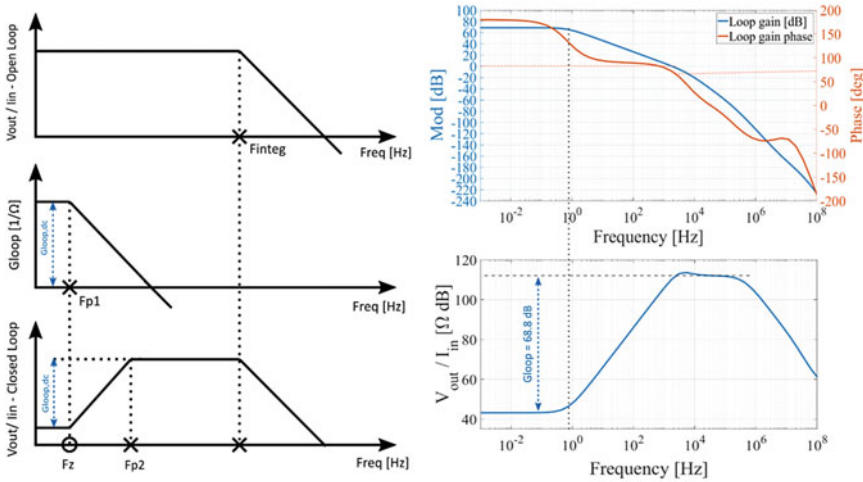 Vout / Iin - Open Loop
Finteg
Freq [Hz]
Gloop [1/Ω]
Gloop,dc
Fp1
Freq [Hz]
Vout/ Iin - Closed Loop
Gloop,dc
Fz
Fp2
Freq [Hz]
Mod [dB]
100
80
60
40
20
0
-20
-40
-60
-80
-100
-120
-140
-160
-180
-200
-220
-240
Loop gain [dB]
Loop gain phase
200
150
100
50
0
-50
-100
-150
-200
Phase [deg]
10^-2 10^0 10^2 10^4 10^6 10^8
Frequency [Hz]
V_out / I_in [Ω dB]
120
100
80
60
40
Gloop = 68.8 dB
10^-2 10^0 10^2 10^4 10^6 10^8
Frequency [Hz]